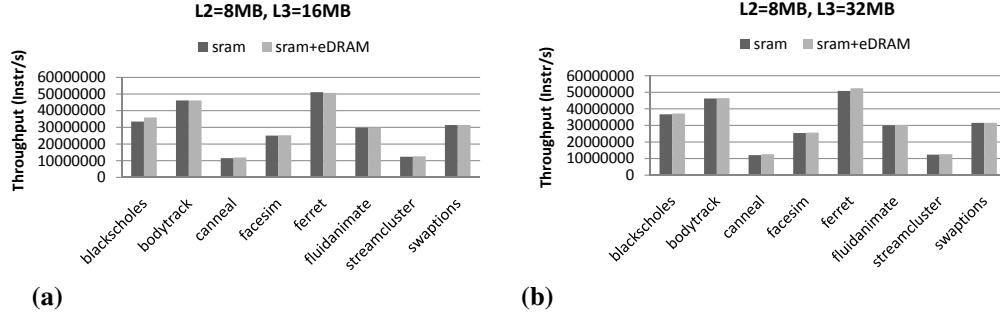 L2=8MB, L3=16MB
sram sram+eDRAM
Throughput (Instr/s)
60000000
50000000
40000000
30000000
20000000
10000000
0
blackscholes
bodytrack
canneal
facesim
ferret
fluidanimate
streamcluster
swaptions
(a)
L2=8MB, L3=32MB
sram sram+eDRAM
Throughput (Instr/s)
60000000
50000000
40000000
30000000
20000000
10000000
0
blackscholes
bodytrack
canneal
facesim
ferret
fluidanimate
streamcluster
swaptions
(b)